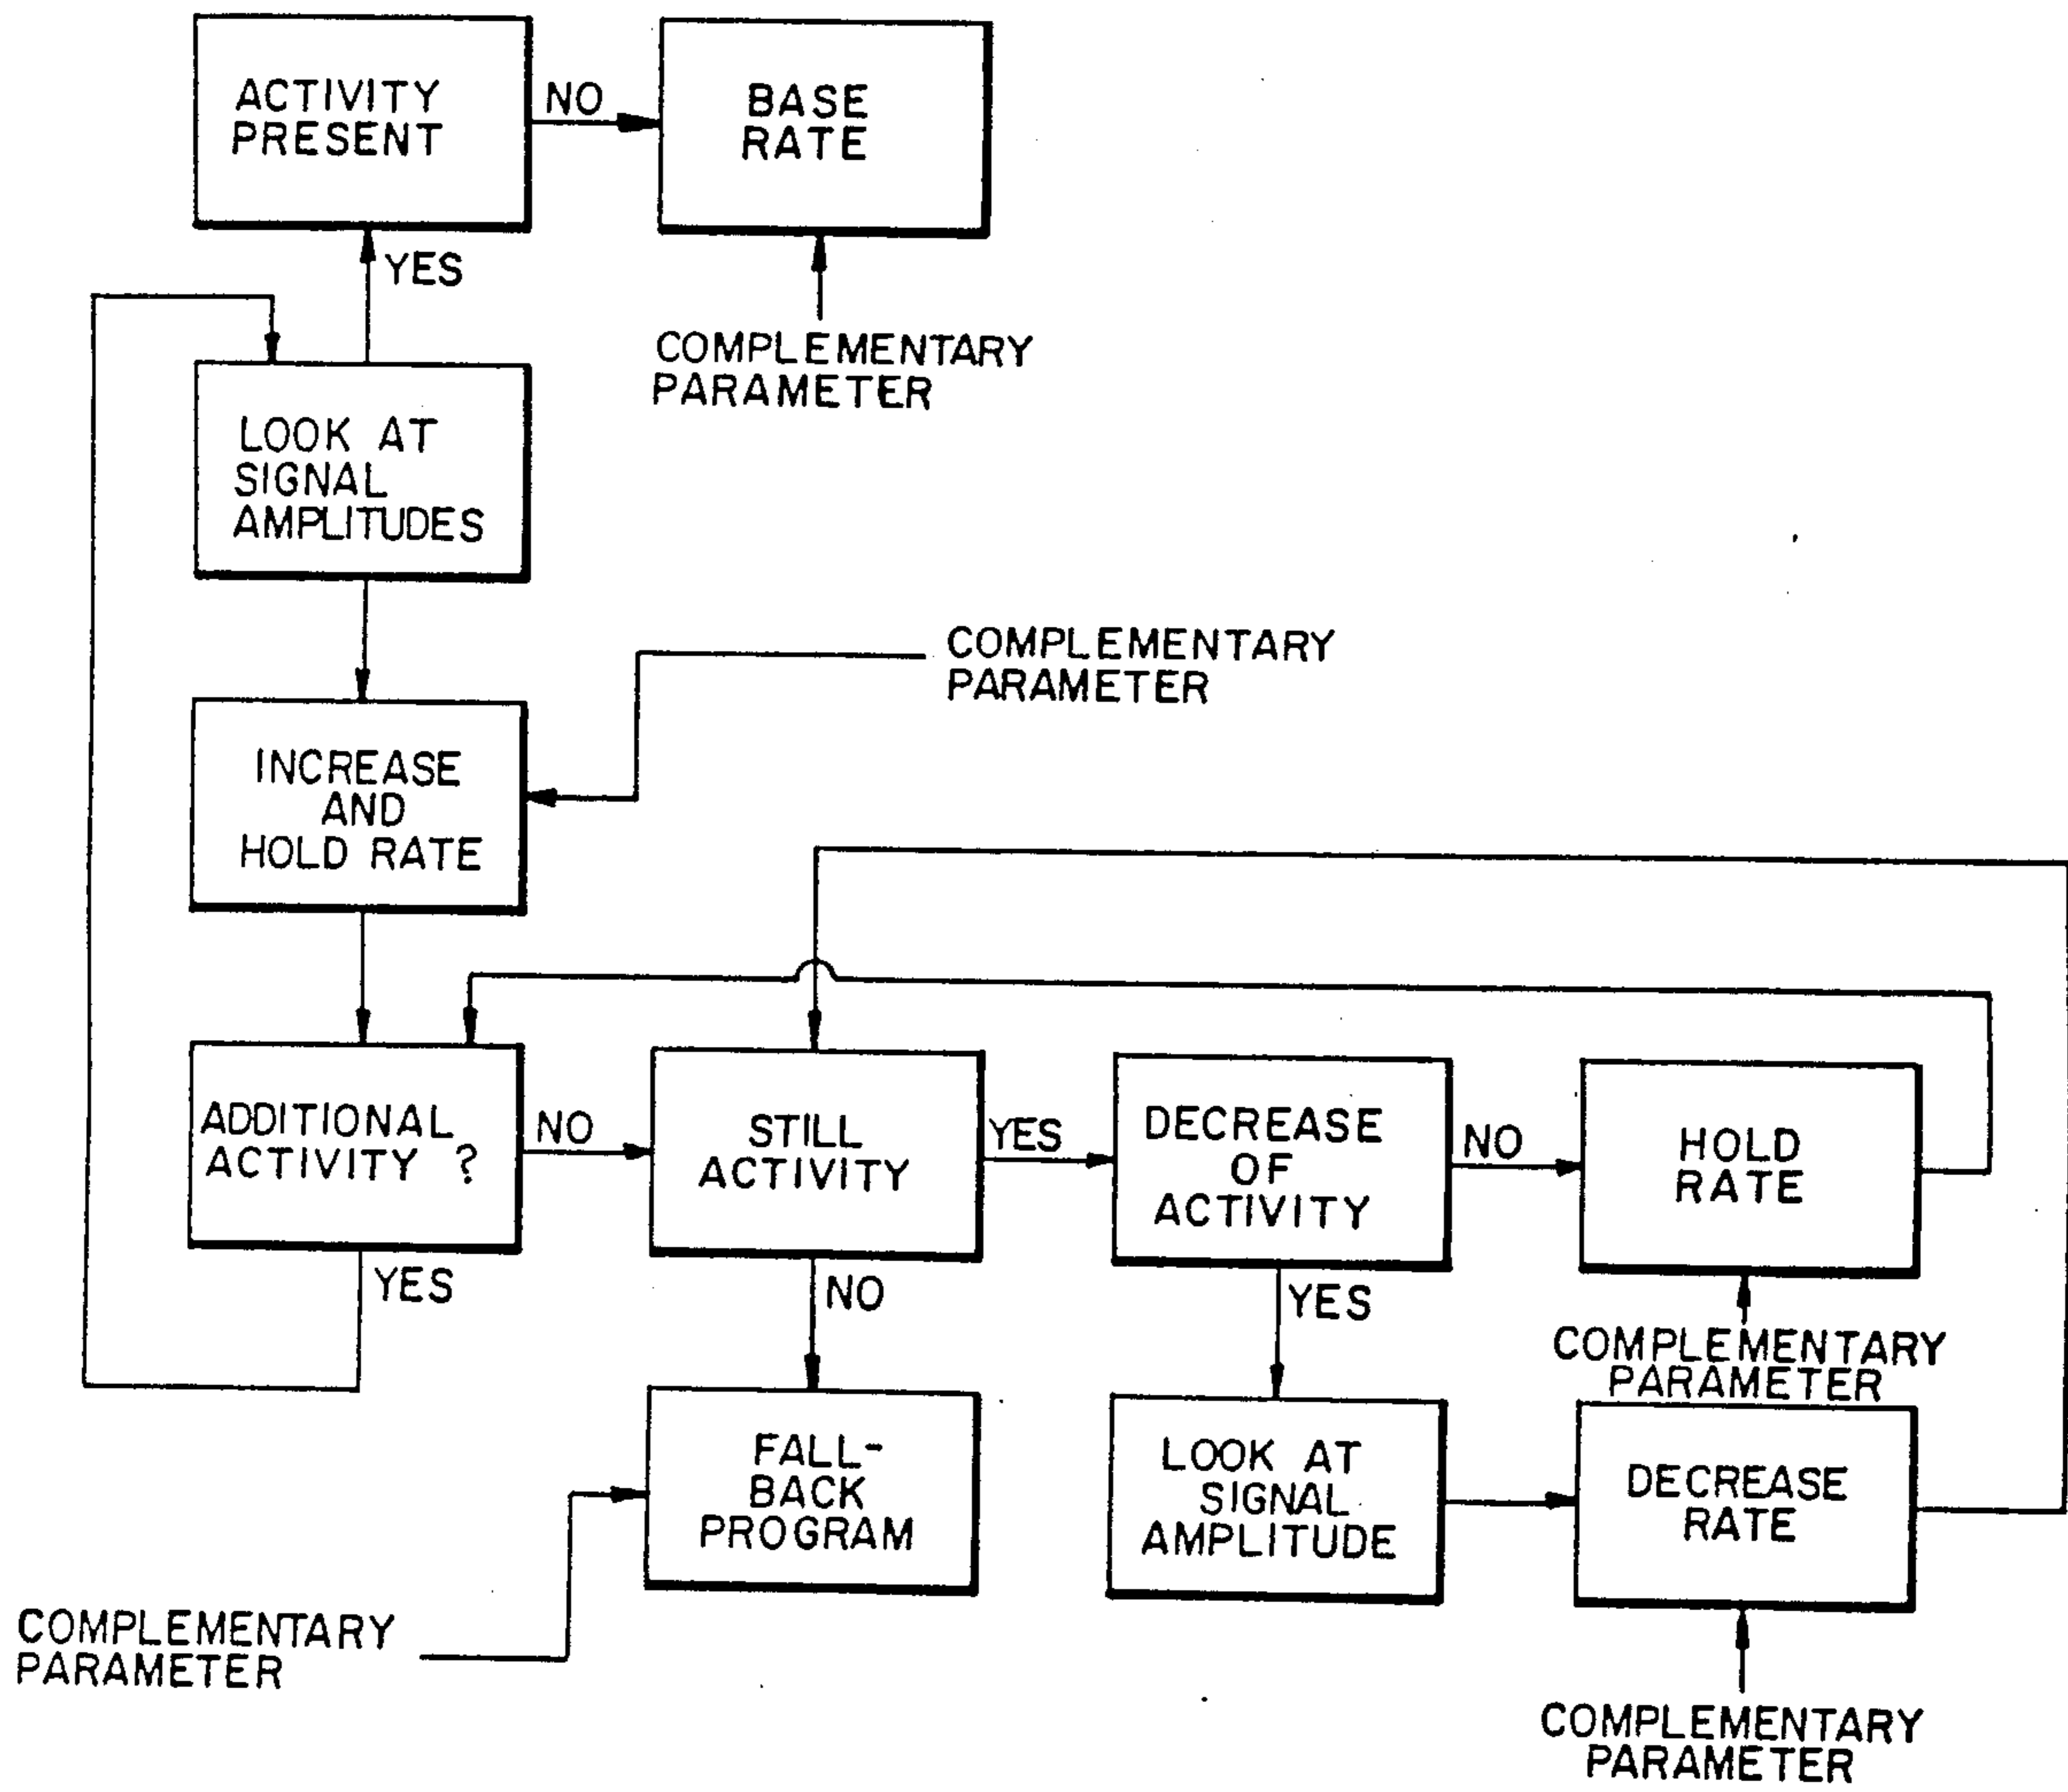 ACTIVITY
PRESENT
NO
BASE
RATE
YES
COMPLEMENTARY
PARAMETER
LOOK AT
SIGNAL
AMPLITUDES
COMPLEMENTARY
PARAMETER
INCREASE
AND
HOLD RATE
ADDITIONAL
ACTIVITY ?
NO
STILL
ACTIVITY
YES
DECREASE
OF
ACTIVITY
NO
HOLD
RATE
YES
NO
YES
COMPLEMENTARY
PARAMETER
FALL-
BACK
PROGRAM
LOOK AT
SIGNAL
AMPLITUDE
DECREASE
RATE
COMPLEMENTARY
PARAMETER
COMPLEMENTARY
PARAMETER